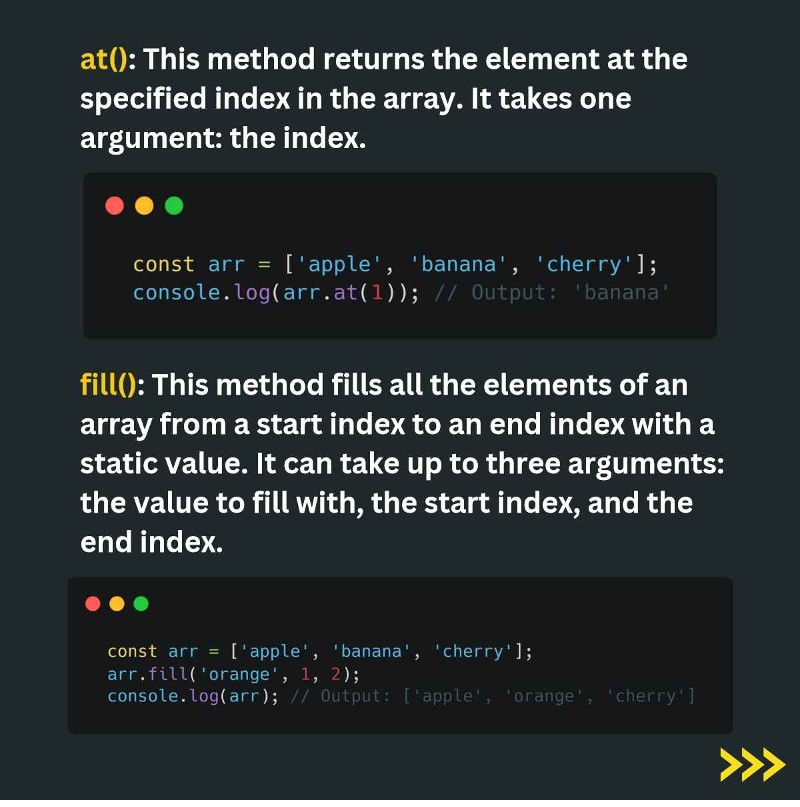 at(): This method returns the element at the
specified index in the array. It takes one
argument: the index.
const arr = ['apple', 'banana', 'cherry'];
console.log(arr.at(1)); // Output: 'banana'
fill(): This method fills all the elements of an
array from a start index to an end index with a
static value. It can take up to three arguments:
the value to fill with, the start index, and the
end index.
const arr = ['apple', 'banana', 'cherry'];
arr.fill('orange', 1, 2);
console.log(arr); // Output: ['apple', 'orange', 'cherry']